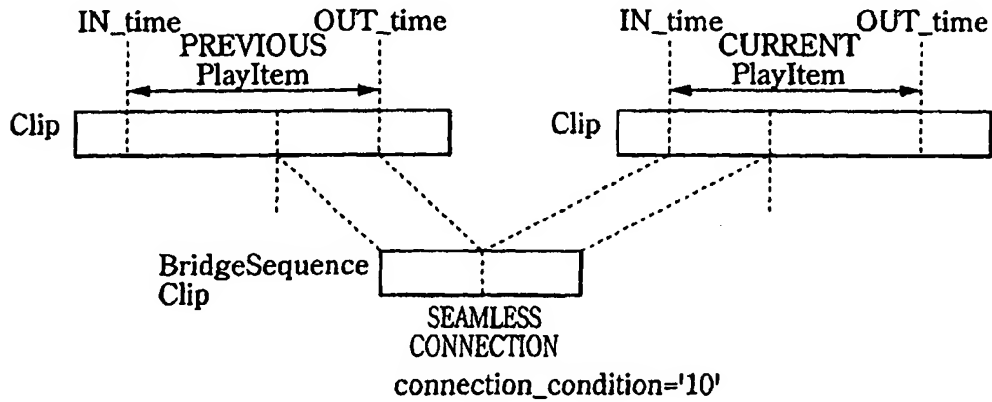 IN_time OUT_time IN_time OUT_time
PREVIOUS CURRENT
PlayItem PlayItem
Clip Clip
BridgeSequence
Clip
SEAMLESS
CONNECTION
connection_condition='10'